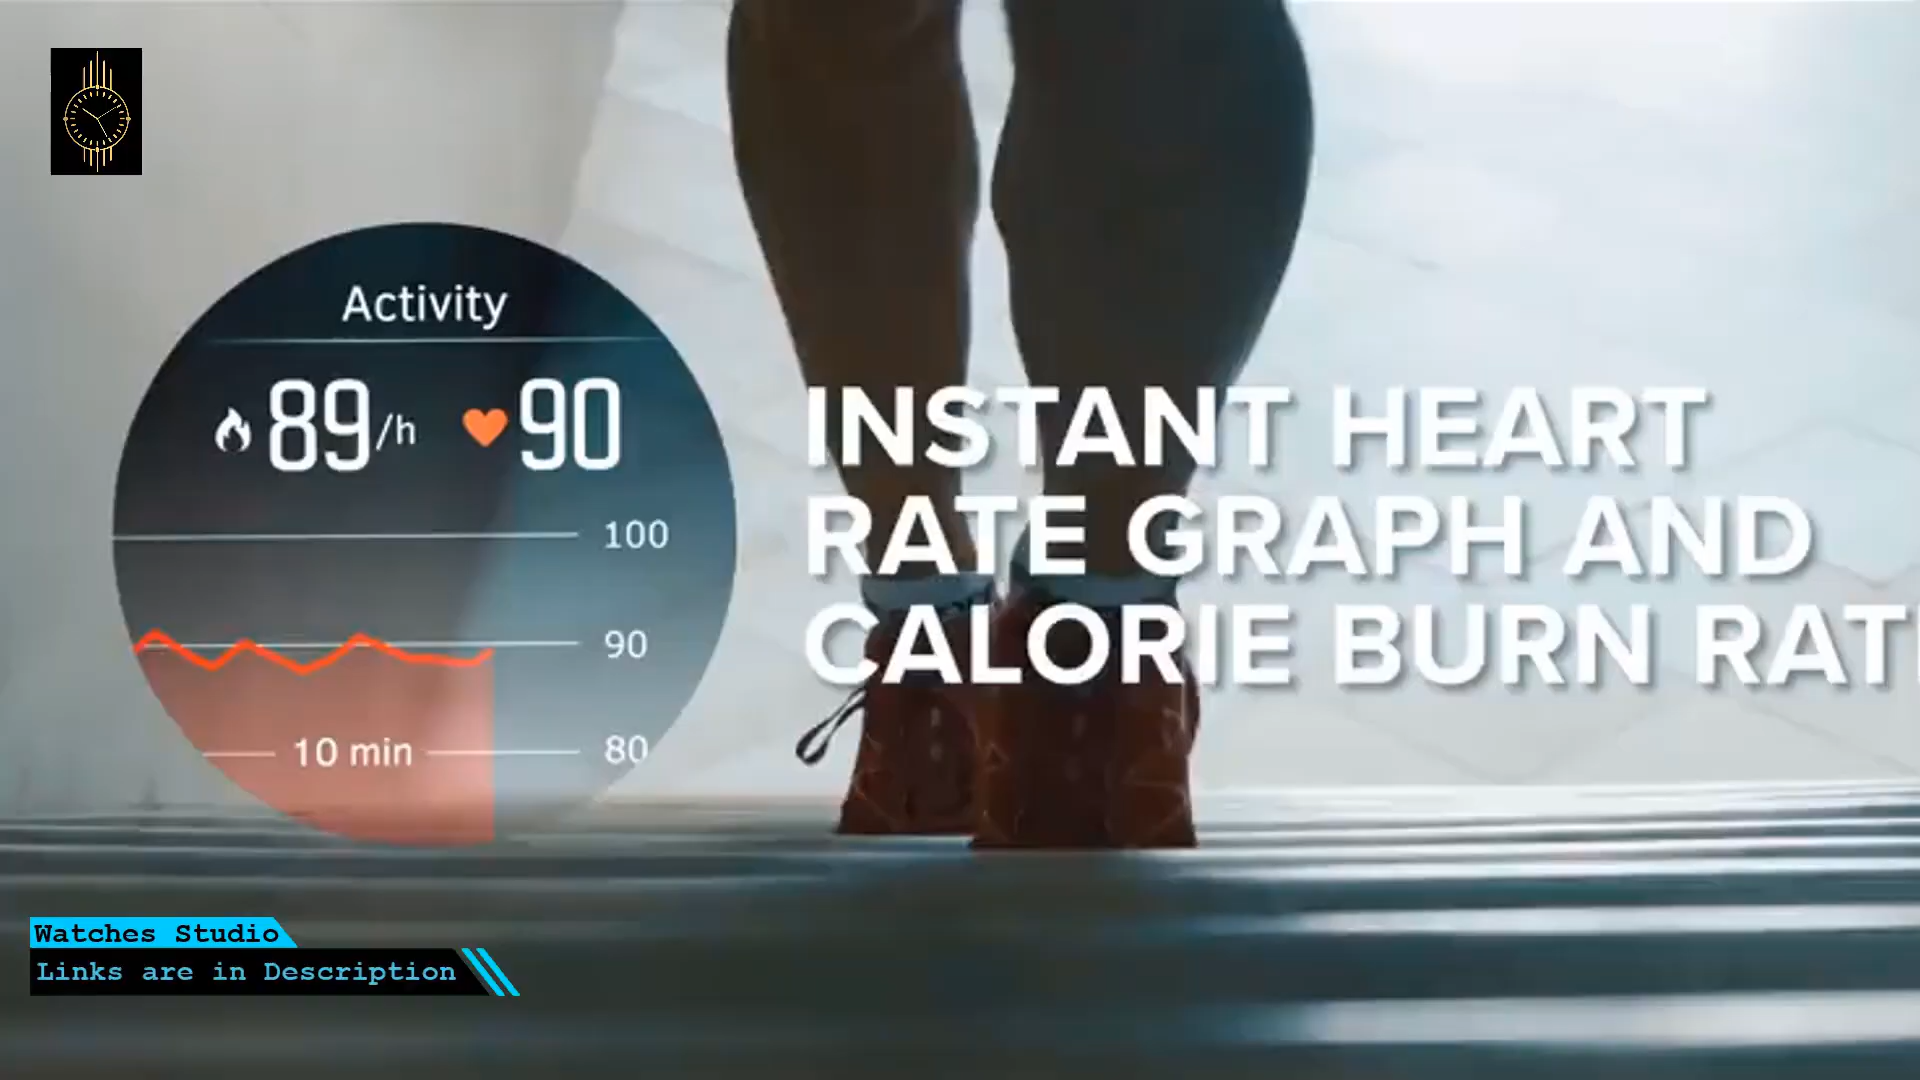 Activity
89/h 90
100
90
10 min 80
INSTANT HEART
RATE GRAPH AND
CALORIE BURN
Watches Studio
Links are in Description